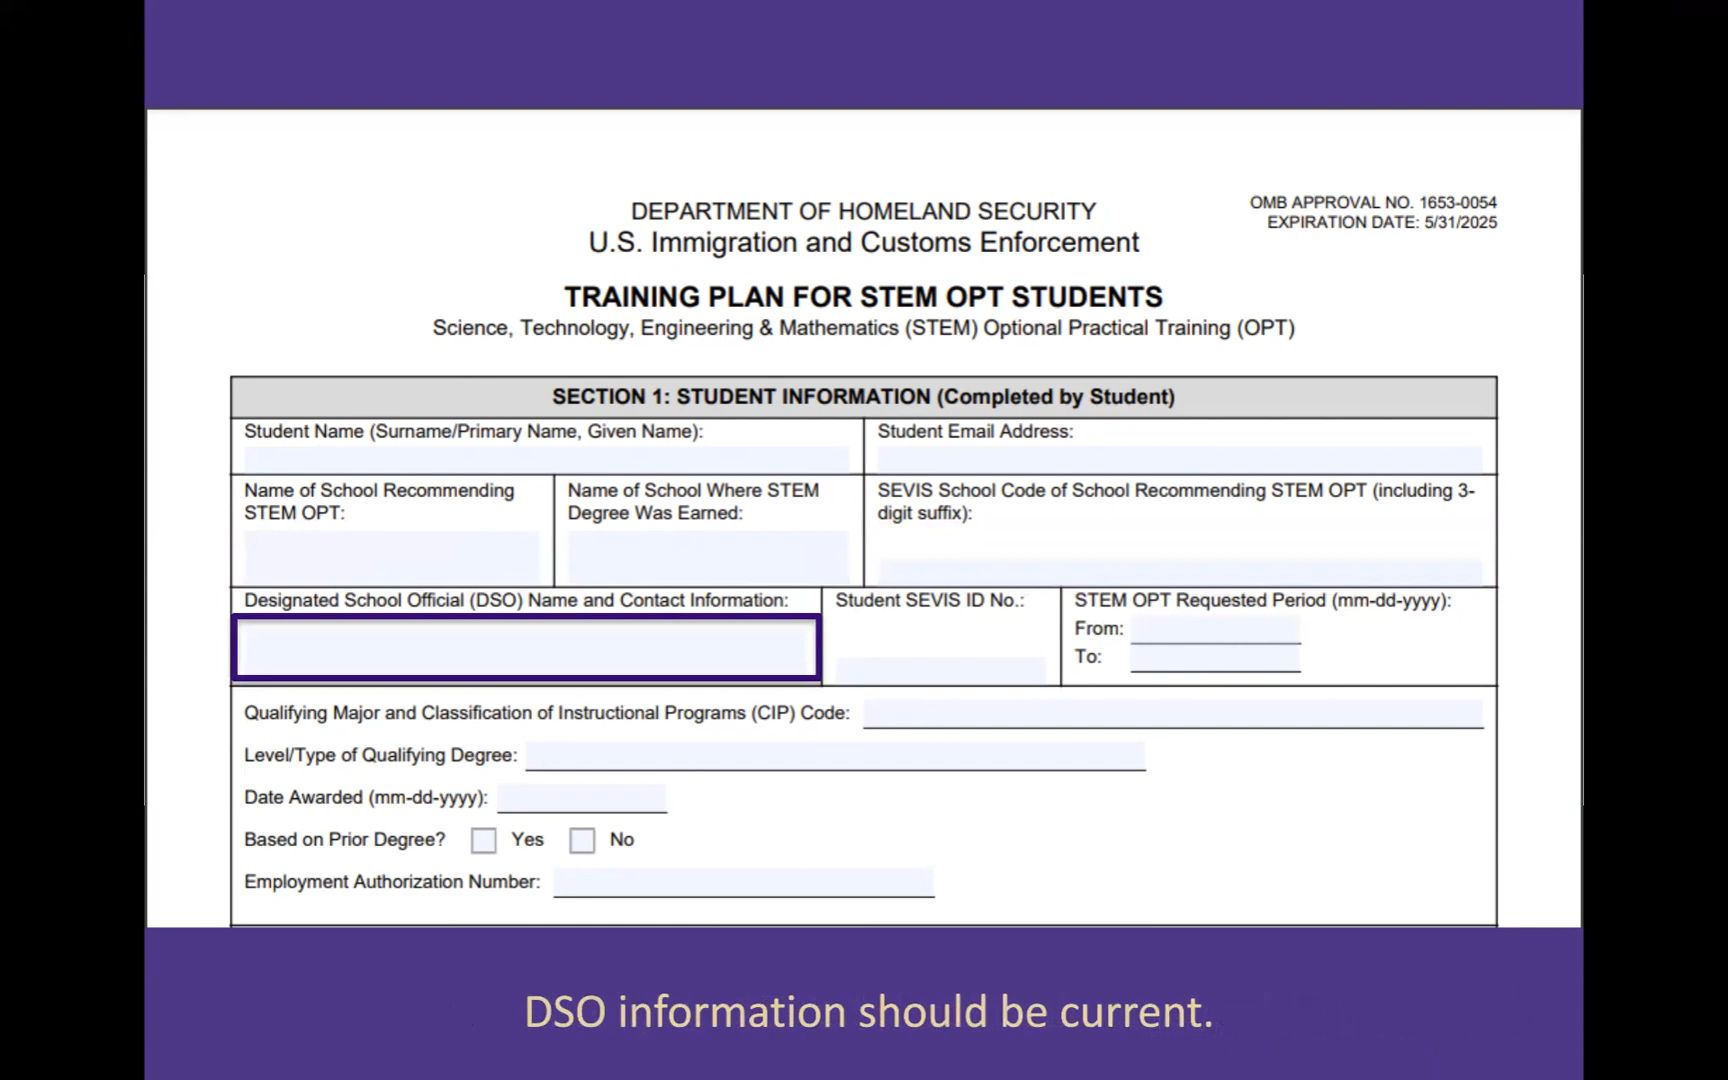 OMB APPROVAL NO. 1653-0054
EXPIRATION DATE: 5/31/2025
DEPARTMENT OF HOMELAND SECURITY
U.S. Immigration and Customs Enforcement
TRAINING PLAN FOR STEM OPT STUDENTS
Science, Technology, Engineering & Mathematics (STEM) Optional Practical Training (OPT)
SECTION 1: STUDENT INFORMATION (Completed by Student)
Student Name (Surname/Primary Name, Given Name):
Student Email Address:
Name of School Recommending
STEM OPT:
Name of School Where STEM
Degree Was Earned:
SEVIS School Code of School Recommending STEM OPT (including 3-
digit suffix):
Designated School Official (DSO) Name and Contact Information:
Student SEVIS ID No.:
STEM OPT Requested Period (mm-dd-yyyy):
From:
To:
Qualifying Major and Classification of Instructional Programs (CIP) Code:
Level/Type of Qualifying Degree:
Date Awarded (mm-dd-yyyy):
Based on Prior Degree? Yes No
Employment Authorization Number:
DSO information should be current.